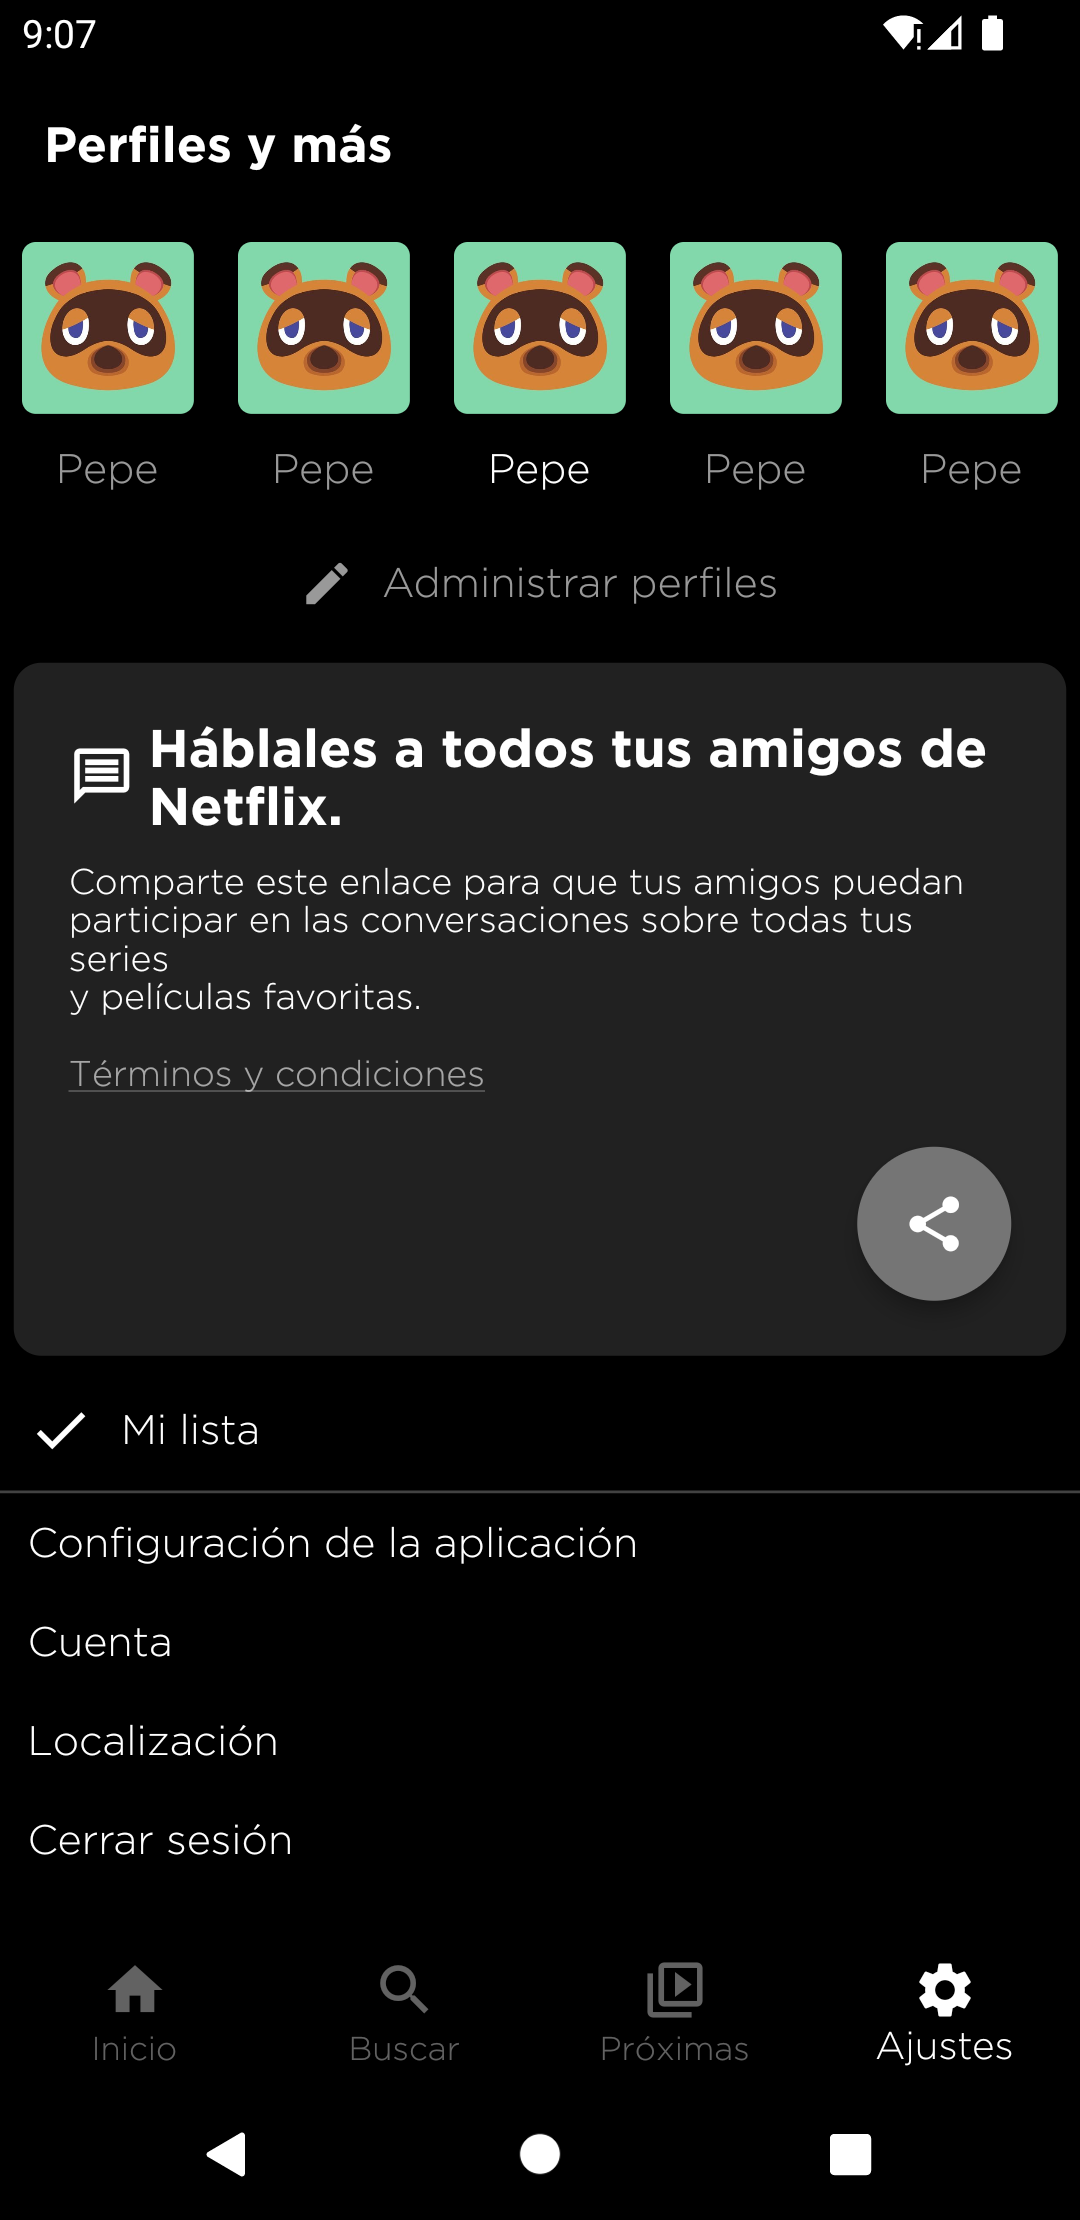 9:07
Perfiles y más
Pepe Pepe Pepe Pepe Pepe
Administrar perfiles
Háblales a todos tus amigos de
Netflix.
Comparte este enlace para que tus amigos puedan
participar en las conversaciones sobre todas tus
series
y películas favoritas.
Términos y condiciones
Mi lista
Configuración de la aplicación
Cuenta
Localización
Cerrar sesión
Inicio Buscar Próximas Ajustes